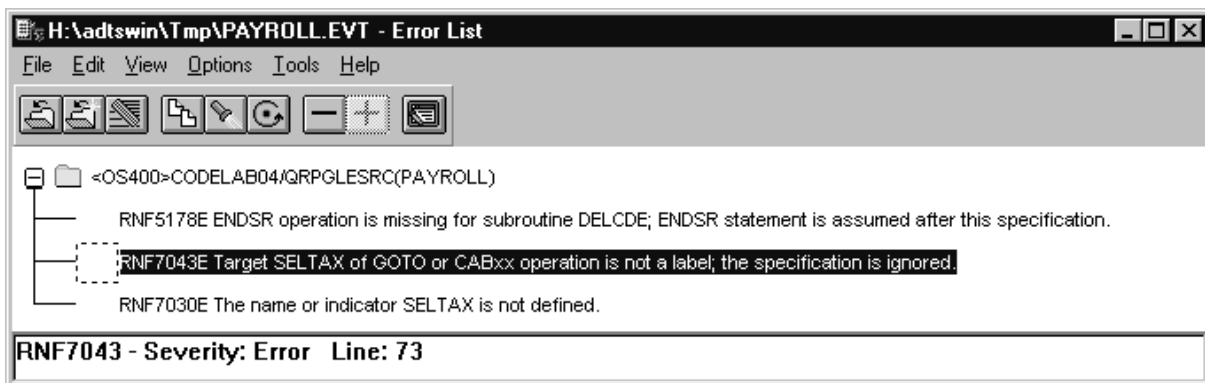 H:\adtswin\Tmp\PAYROLL.EVT - Error List
File Edit View Options Tools Help
<OS400>CODELAB04/QRPGLESRC(PAYROLL)
RNF5178E ENDSR operation is missing for subroutine DELCDE; ENDSR statement is assumed after this specification.
RNF7043E Target SELTAX of GOTO or CABxx operation is not a label; the specification is ignored.
RNF7030E The name or indicator SELTAX is not defined.
RNF7043 - Severity: Error Line: 73